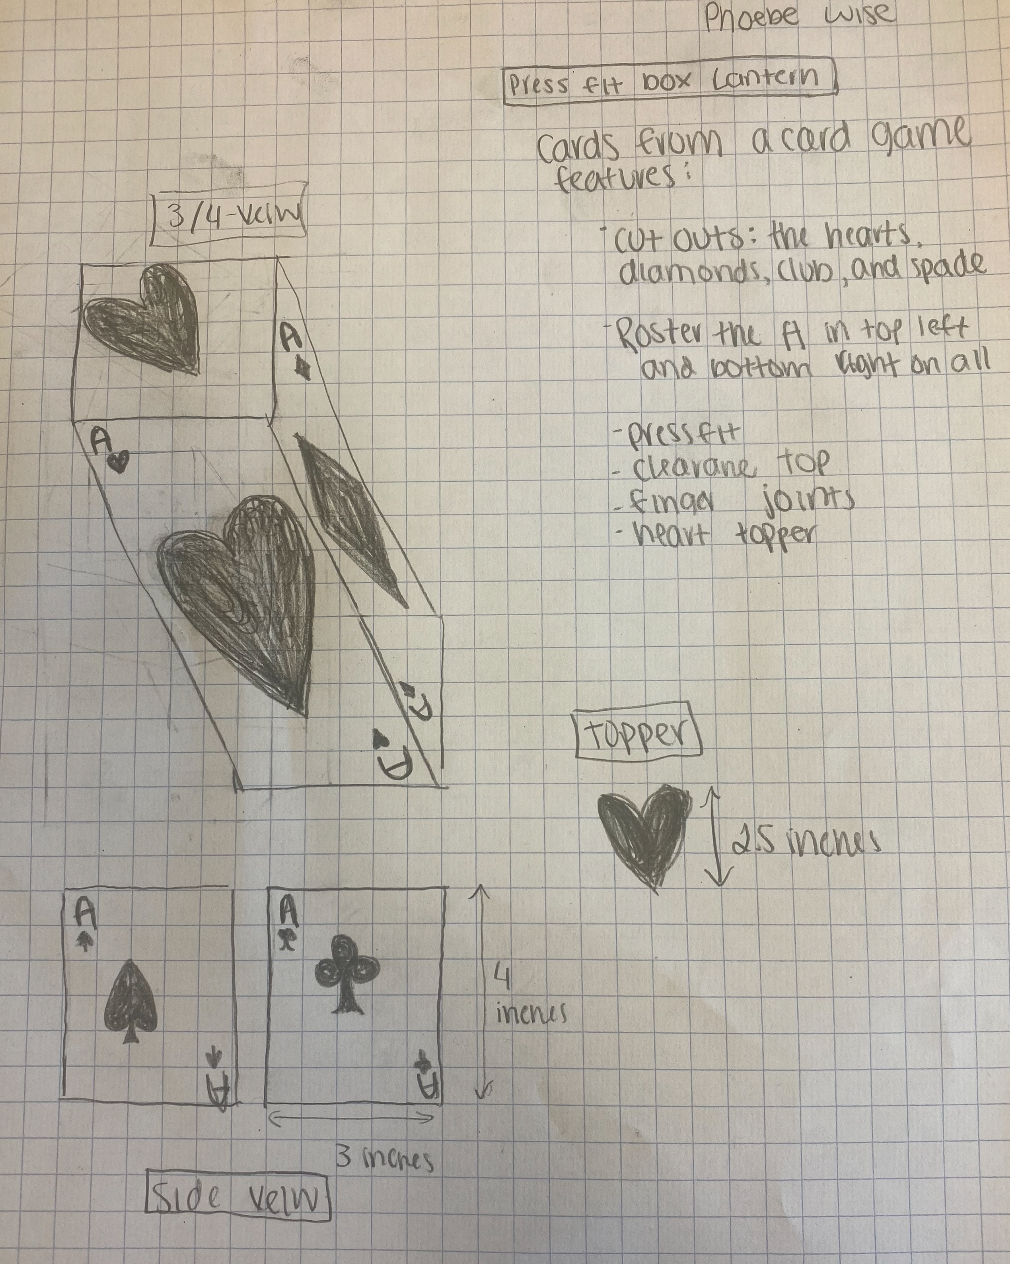 Phoebe Wise
Press fit box Lantern
Cards from a card game
features:
- cut outs: the hearts,
diamonds, club, and spade
- Roster the A in top left
and bottom right on all
- pressfit
- clearane top
- finger joints
- heart topper
3/4-veiw
A
A
A
A
topper
2.5 inches
A
A
A
A
4
inches
3 inches
Side veiw